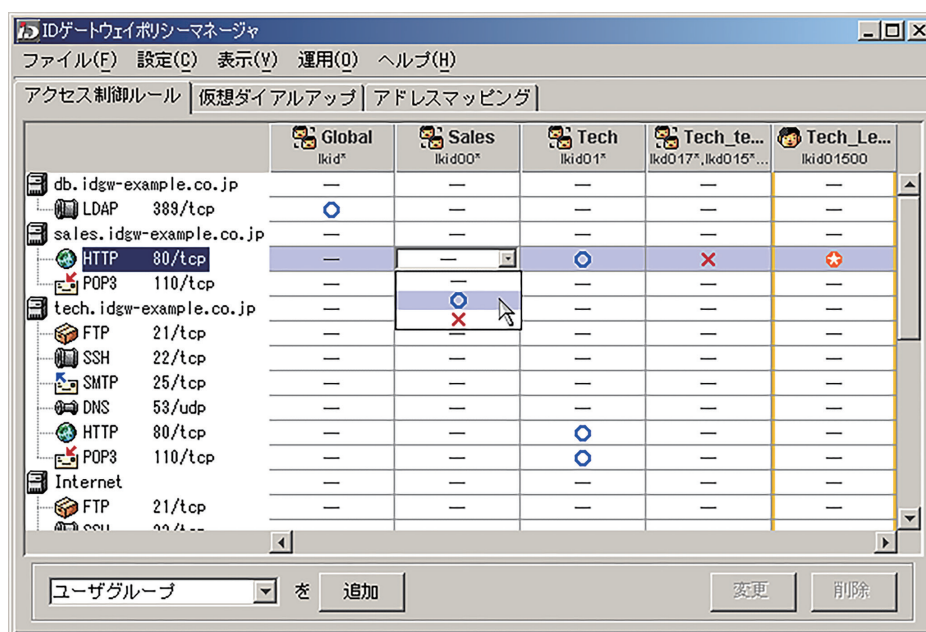 IDゲートウェイポリシーマネージャ
ファイル(F) 設定(C) 表示(V) 運用(O) ヘルプ(H)
アクセス制御ルール 仮想ダイアルアップ アドレスマッピング
Global Sales Tech Tech_te... Tech_Le...
lkid* lkid00* lkid01* lkd017*,lkd015*... lkid01500
db.idgw-example.co.jp — — — — —
LDAP 389/tcp — — — —
sales.idgw-example.co.jp — — — — —
HTTP 80/tcp — —
POP3 110/tcp — — — — —
tech.idgw-example.co.jp — — — —
FTP 21/tcp — — — — —
SSH 22/tcp — — — — —
SMTP 25/tcp — — — — —
DNS 53/udp — — — — —
HTTP 80/tcp — — — —
POP3 110/tcp — — — —
Internet — — — — —
FTP 21/tcp — — — — —
ユーザグループ を 追加 変更 削除